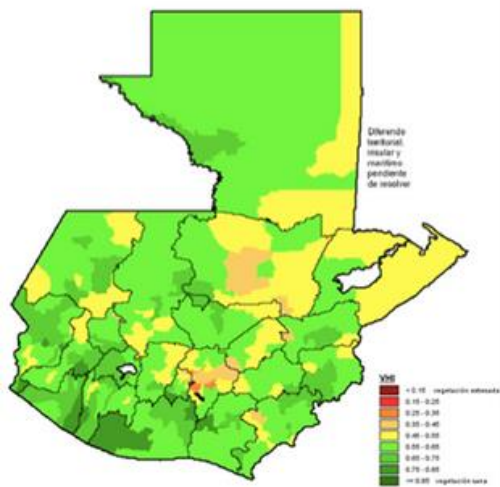 Diferendo
territorial,
insular y
marítimo
pendiente
de resolver
VHI
< 0.15 vegetación estresada
0.15 - 0.25
0.25 - 0.35
0.35 - 0.45
0.45 - 0.55
0.55 - 0.65
0.65 - 0.75
0.75 - 0.85
>= 0.85 vegetación sana